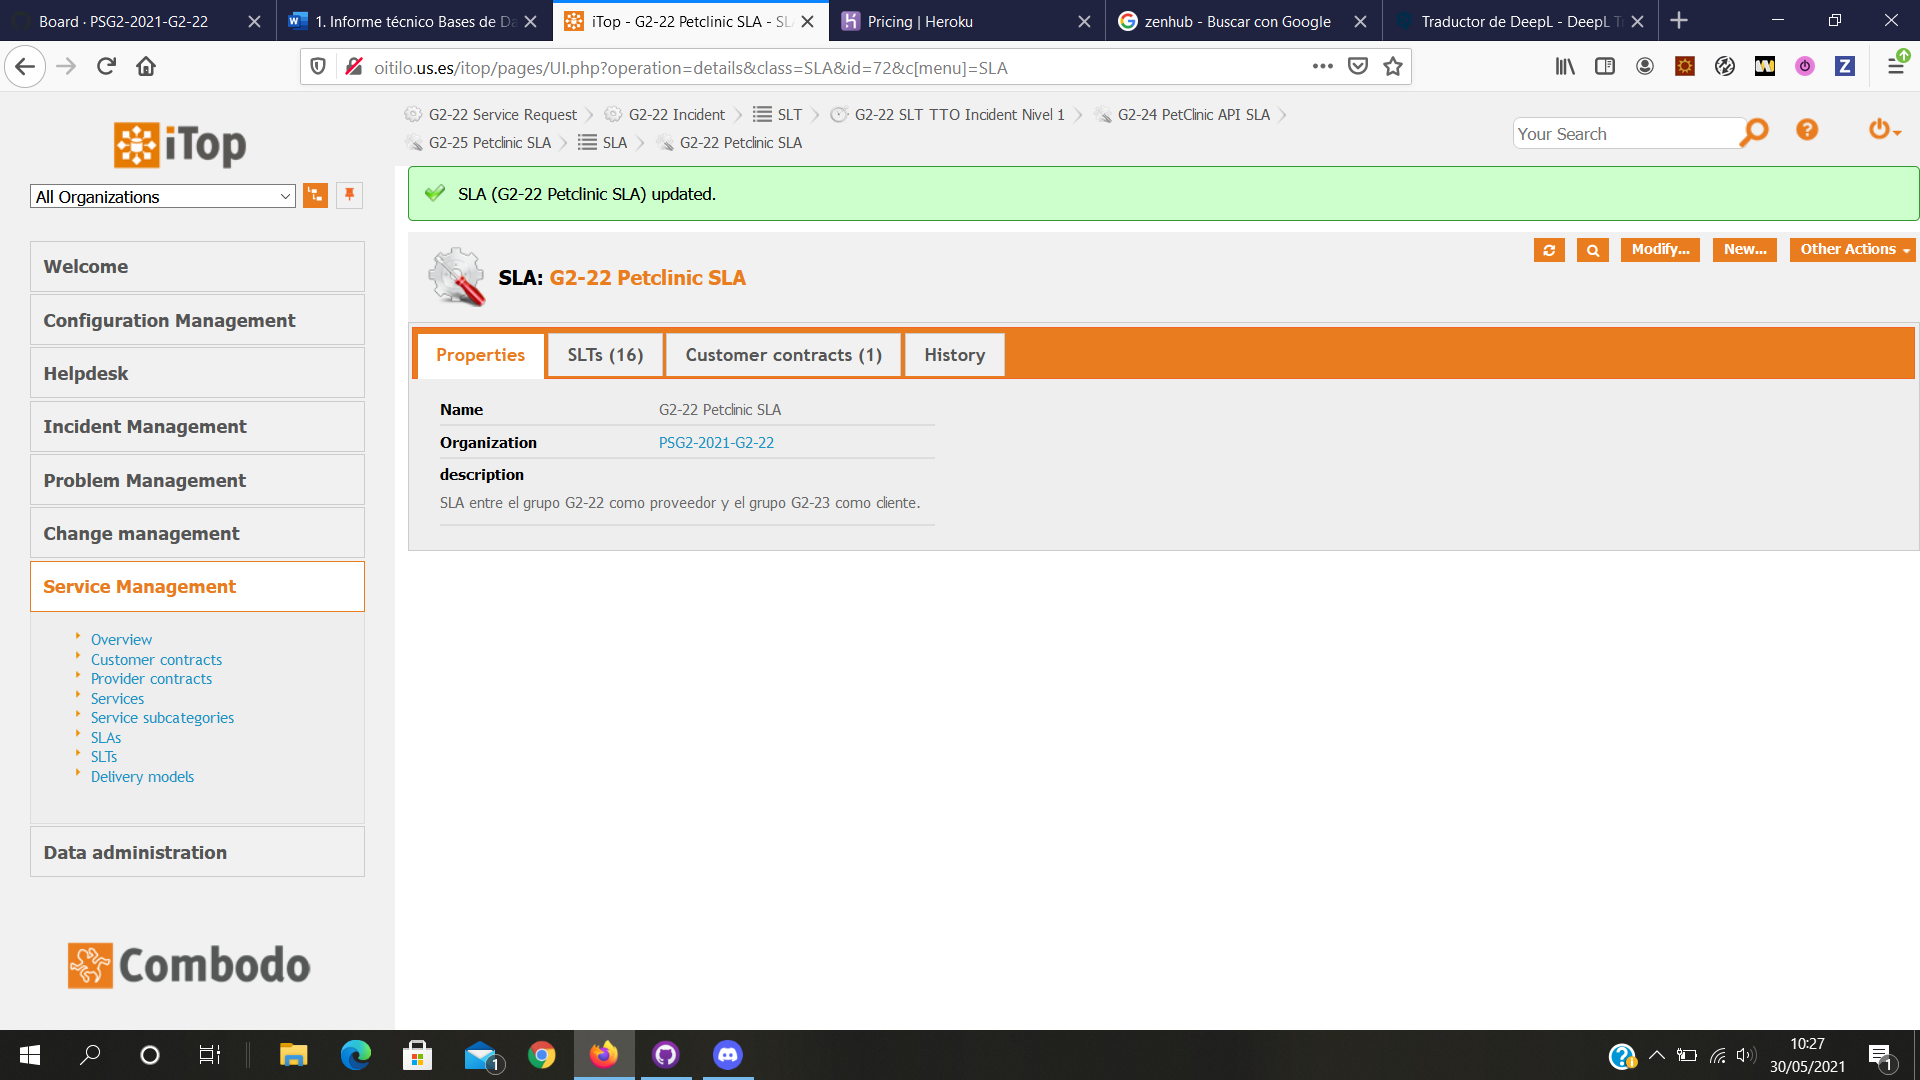 Board · PSG2-2021-G2-22
1. Informe técnico Bases de Da
iTop - G2-22 Petclinic SLA - SLA
Pricing | Heroku
zenhub - Buscar con Google
Traductor de DeepL - DeepL Tr
oitilo.us.es/itop/pages/UI.php?operation=details&class=SLA&id=72&c[menu]=SLA
G2-22 Service Request
G2-22 Incident
SLT
G2-22 SLT TTO Incident Nivel 1
G2-24 PetClinic API SLA
G2-25 Petclinic SLA
SLA
G2-22 Petclinic SLA
Your Search
iTop
All Organizations
SLA (G2-22 Petclinic SLA) updated.
Modify...
New...
Other Actions
SLA: G2-22 Petclinic SLA
Properties
SLTs (16)
Customer contracts (1)
History
Name
G2-22 Petclinic SLA
Organization
PSG2-2021-G2-22
description
SLA entre el grupo G2-22 como proveedor y el grupo G2-23 como cliente.
Welcome
Configuration Management
Helpdesk
Incident Management
Problem Management
Change management
Service Management
Overview
Customer contracts
Provider contracts
Services
Service subcategories
SLAs
SLTs
Delivery models
Data administration
Combodo
1
10:27
30/05/2021
1